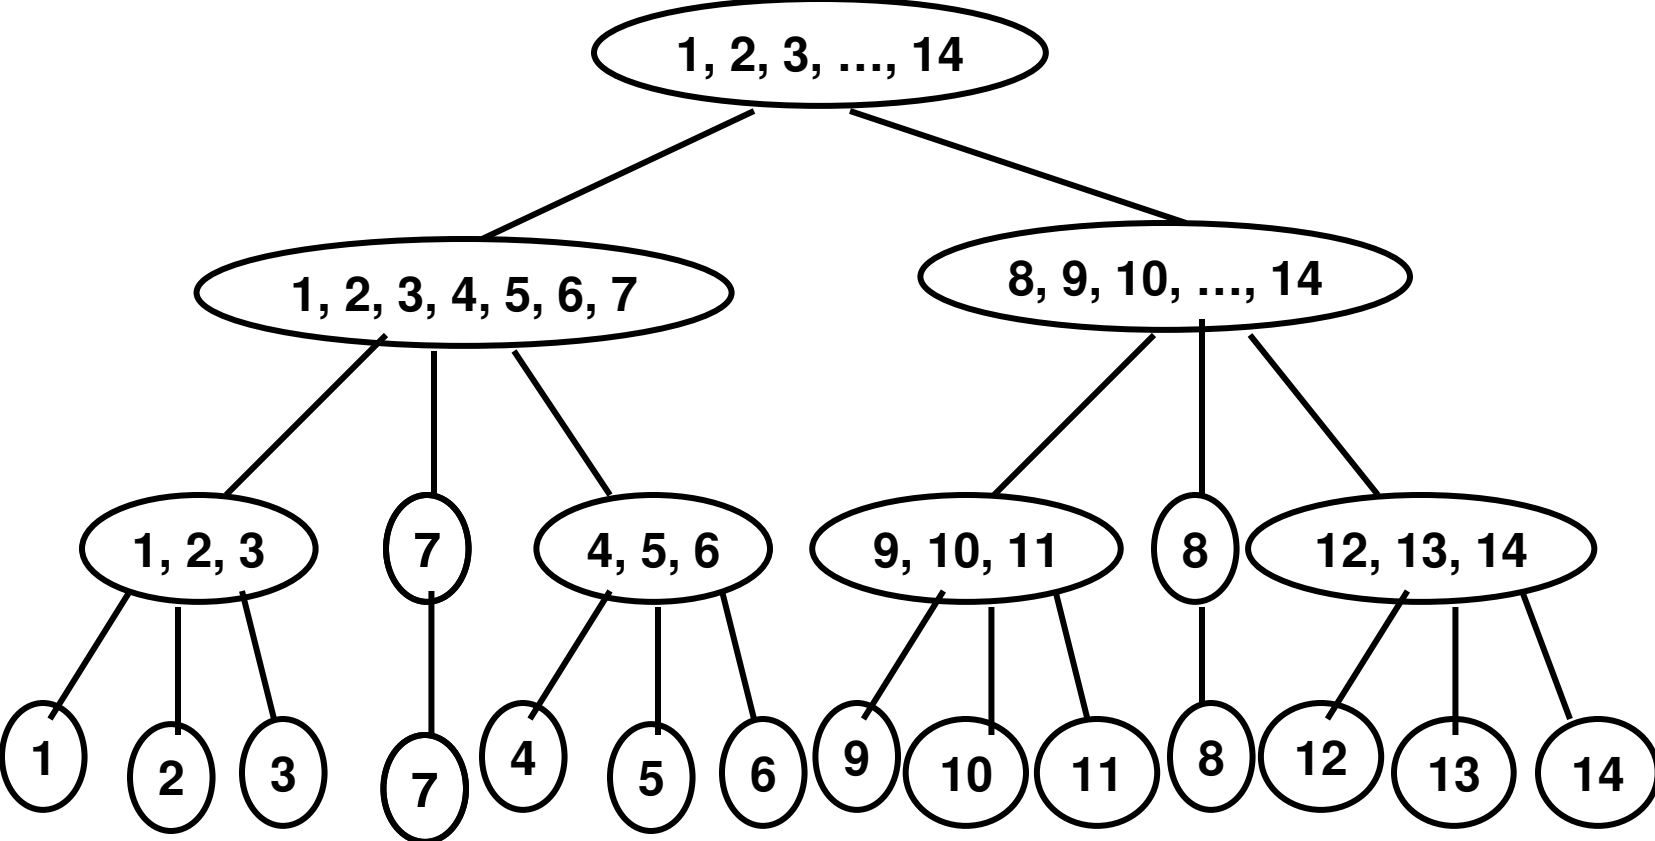 1, 2, 3, ..., 14
1, 2, 3, 4, 5, 6, 7
8, 9, 10, ..., 14
1, 2, 3
7
4, 5, 6
9, 10, 11
8
12, 13, 14
1
2
3
7
4
5
6
9
10
11
8
12
13
14